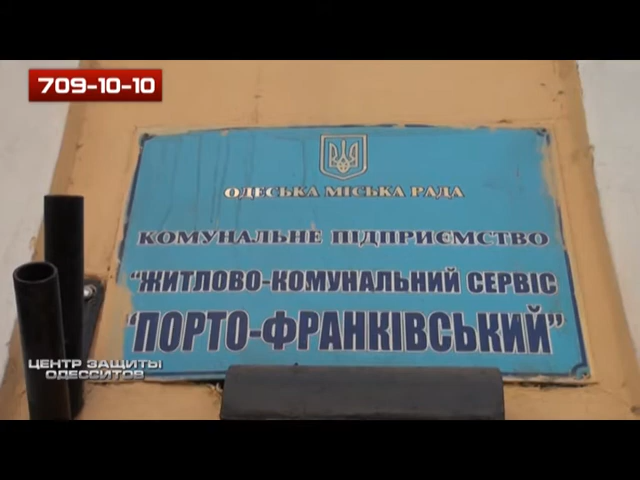 709-10-10
ОДЕСЬКА МІСЬКА РАДА
КОМУНАЛЬНЕ ПІДПРИЄМСТВО
"ЖИТЛОВО-КОМУНАЛЬНИЙ СЕРВІС
"ПОРТО-ФРАНКІВСЬКИЙ"
ЦЕНТР ЗАЩИТЫ
ОДЕССИТОВ